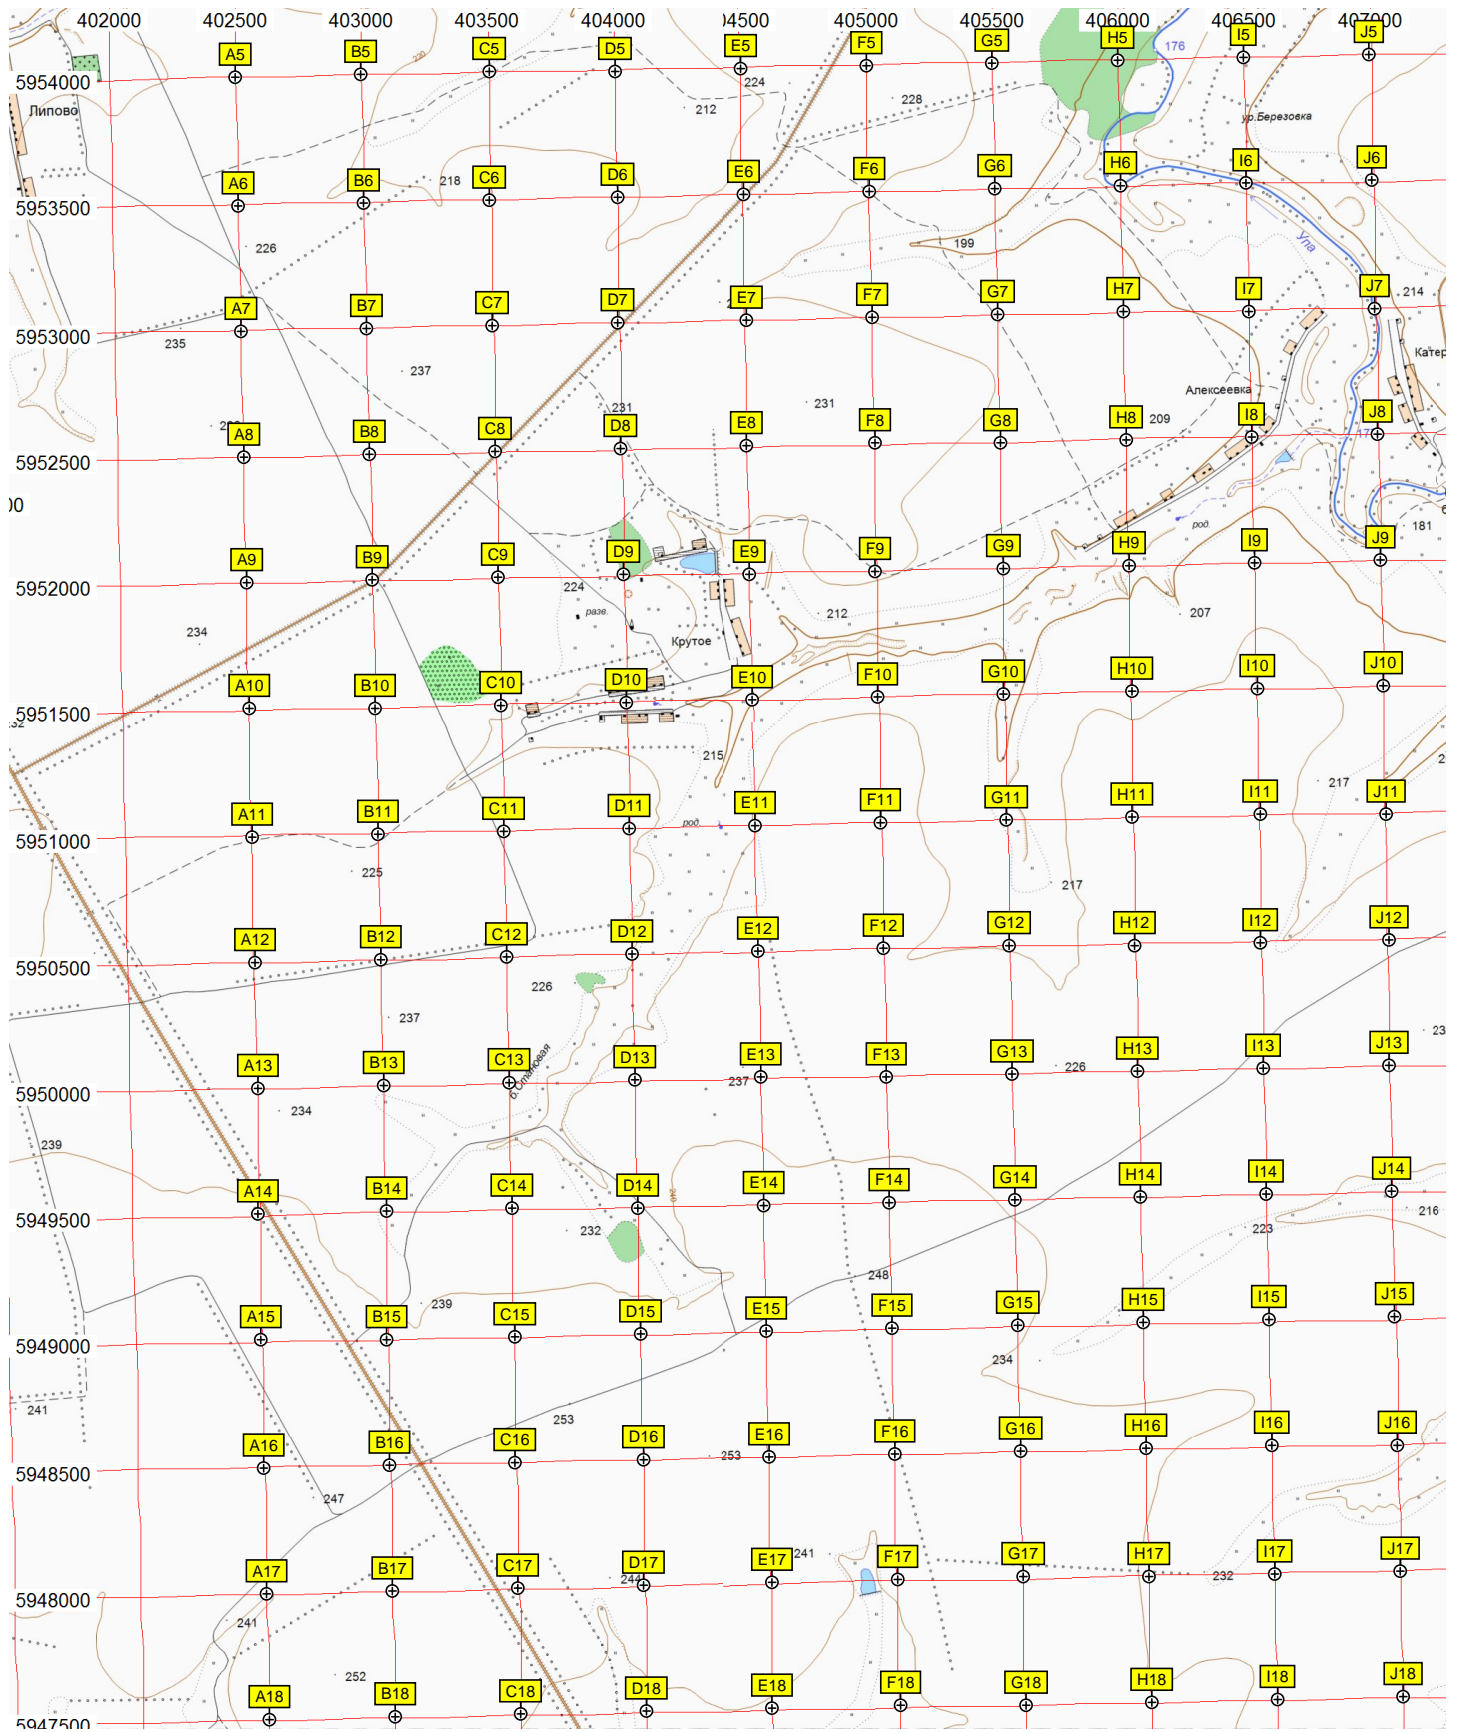 402000 402500 403000 403500 404000 404500 405000 405500 406000 406500 407000
A5 B5 C5 D5 E5 F5 G5 H5 I5 J5
176
220
5954000
224
212
228
Липово
ур.Березовка
A6 B6 C6 D6 E6 F6 G6 H6 I6 J6
218
5953500
226
199
Упа
A7 B7 C7 D7 E7 F7 G7 H7 I7 J7
214
5953000
235
237
Катер
Алексеевка
231
231
209
A8 B8 C8 D8 E8 F8 G8 H8 I8 J8
5952500
род.
181
A9 B9 C9 D9 E9 F9 G9 H9 I9 J9
5952000
224
разв.
212
207
234
Крутое
A10 B10 C10 D10 E10 F10 G10 H10 I10 J10
5951500
215
217
A11 B11 C11 D11 E11 F11 G11 H11 I11 J11
род.
5951000
225
217
A12 B12 C12 D12 E12 F12 G12 H12 I12 J12
5950500
226
237
б.Становая
A13 B13 C13 D13 E13 F13 G13 H13 I13 J13
226
237
5950000
234
239
A14 B14 C14 D14 E14 F14 G14 H14 I14 J14
240
5949500
232
223
216
248
239
A15 B15 C15 D15 E15 F15 G15 H15 I15 J15
5949000
234
241
253
A16 B16 C16 D16 E16 F16 G16 H16 I16 J16
253
5948500
247
241
A17 B17 C17 D17 E17 F17 G17 H17 I17 J17
244
232
5948000
241
252
A18 B18 C18 D18 E18 F18 G18 H18 I18 J18
5947500